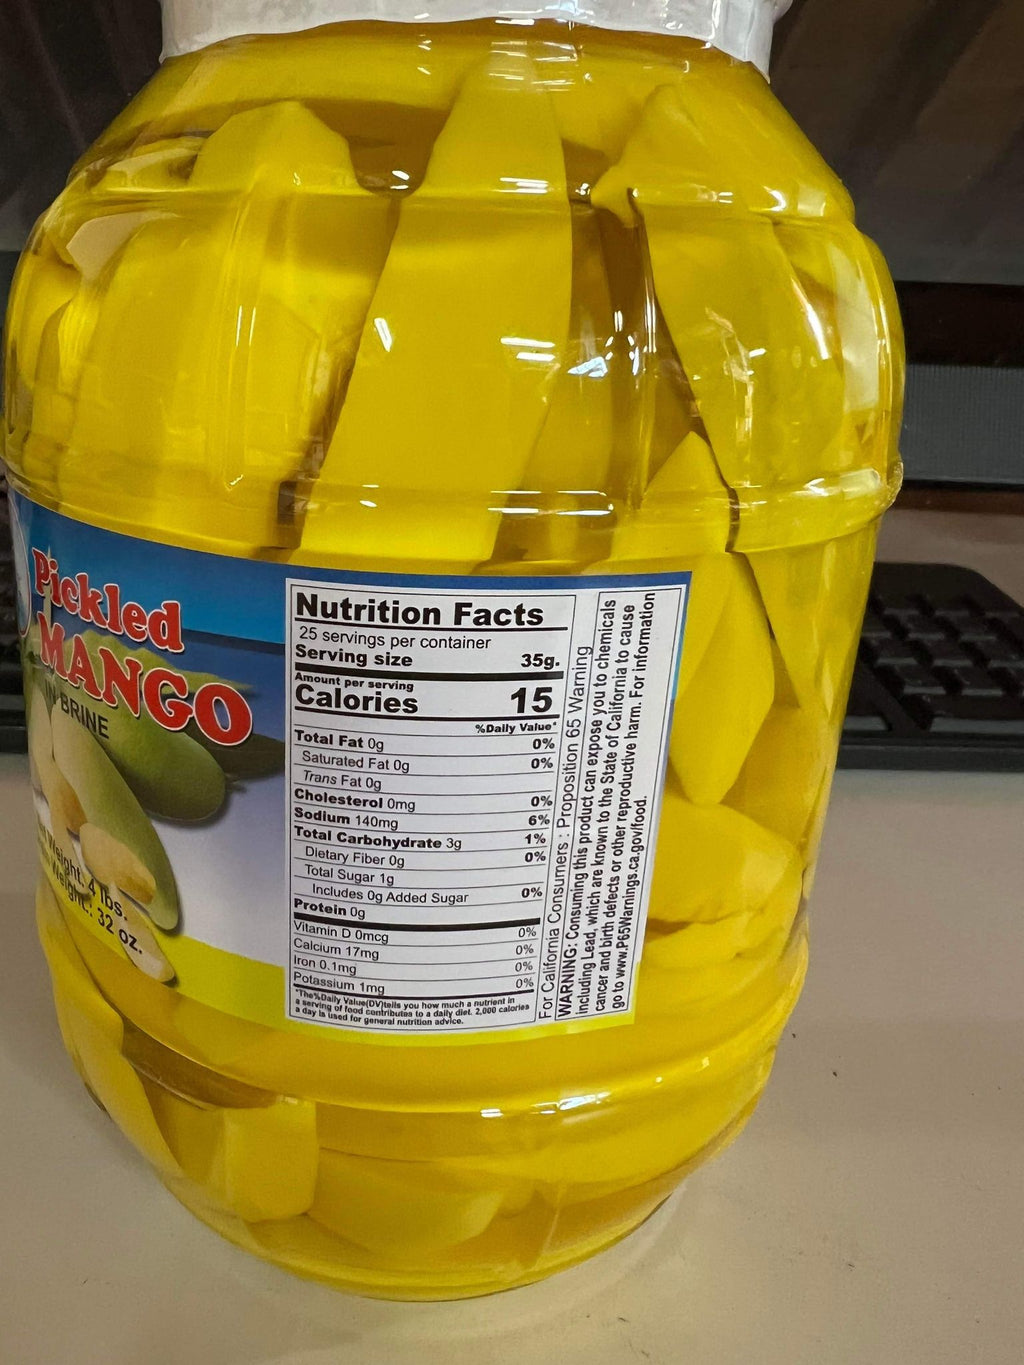 Pickled
MANGO
IN BRINE
Weight. 4 lbs.
Weight.: 32 oz.
Nutrition Facts
25 servings per container
Serving size 35g.
Amount per serving
Calories 15
%Daily Value*
Total Fat 0g 0%
Saturated Fat 0g 0%
Trans Fat 0g
Cholesterol 0mg 0%
Sodium 140mg 6%
Total Carbohydrate 3g 1%
Dietary Fiber 0g 0%
Total Sugar 1g
Includes 0g Added Sugar 0%
Protein 0g
Vitamin D 0mcg 0%
Calcium 17mg 0%
Iron 0.1mg 0%
Potassium 1mg 0%
*The%Daily Value(DV)tells you how much a nutrient in
a serving of food contributes to a daily diet. 2,000 calories
a day is used for general nutrition advice.
For California Consumers : Proposition 65 Warning
WARNING: Consuming this product can expose you to chemicals
including Lead, which are known to the State of California to cause
cancer and birth defects or other reproductive harm. For information
go to www.P65Warnings.ca.gov/food.